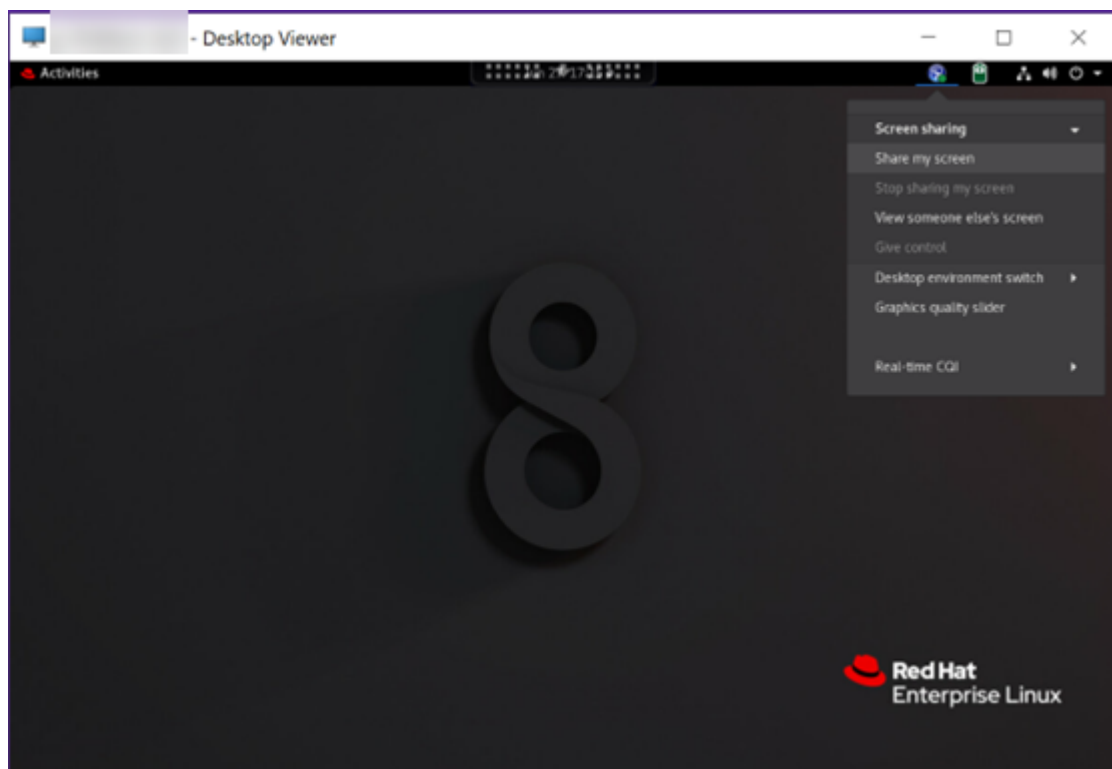 - Desktop Viewer
Activities
Screen sharing
Share my screen
Stop sharing my screen
View someone else's screen
Give control
Desktop environment switch
Graphics quality slider
Real-time CQI
8
Red Hat
Enterprise Linux